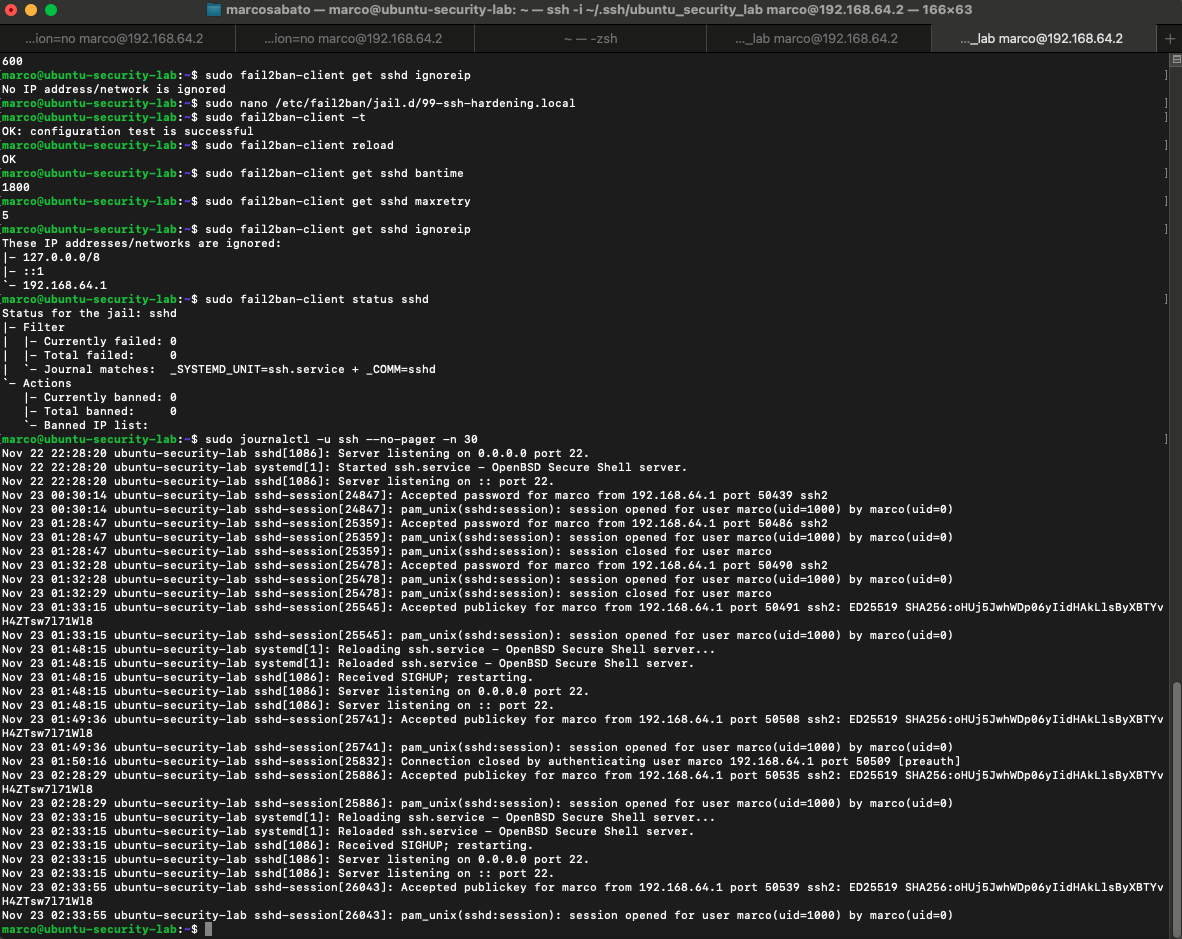 marcosabato — marco@ubuntu-security-lab: ~ — ssh -i ~/.ssh/ubuntu_security_lab marco@192.168.64.2 — 166×63
...ion=no marco@192.168.64.2
...ion=no marco@192.168.64.2
~ — -zsh
..._lab marco@192.168.64.2
..._lab marco@192.168.64.2
+
600
[marco@ubuntu-security-lab:~$ sudo fail2ban-client get sshd ignoreip ]
No IP address/network is ignored
[marco@ubuntu-security-lab:~$ sudo nano /etc/fail2ban/jail.d/99-ssh-hardening.local ]
[marco@ubuntu-security-lab:~$ sudo fail2ban-client -t ]
OK: configuration test is successful
[marco@ubuntu-security-lab:~$ sudo fail2ban-client reload ]
OK
[marco@ubuntu-security-lab:~$ sudo fail2ban-client get sshd bantime ]
1800
[marco@ubuntu-security-lab:~$ sudo fail2ban-client get sshd maxretry ]
5
[marco@ubuntu-security-lab:~$ sudo fail2ban-client get sshd ignoreip ]
These IP addresses/networks are ignored:
|- 127.0.0.0/8
|- ::1
`- 192.168.64.1
[marco@ubuntu-security-lab:~$ sudo fail2ban-client status sshd ]
Status for the jail: sshd
|- Filter
|  |- Currently failed: 0
|  |- Total failed:     0
|  `- Journal matches:  _SYSTEMD_UNIT=ssh.service + _COMM=sshd
`- Actions
   |- Currently banned: 0
   |- Total banned:     0
   `- Banned IP list:
[marco@ubuntu-security-lab:~$ sudo journalctl -u ssh --no-pager -n 30 ]
Nov 22 22:28:20 ubuntu-security-lab sshd[1086]: Server listening on 0.0.0.0 port 22.
Nov 22 22:28:20 ubuntu-security-lab systemd[1]: Started ssh.service - OpenBSD Secure Shell server.
Nov 22 22:28:20 ubuntu-security-lab sshd[1086]: Server listening on :: port 22.
Nov 23 00:30:14 ubuntu-security-lab sshd-session[24847]: Accepted password for marco from 192.168.64.1 port 50439 ssh2
Nov 23 00:30:14 ubuntu-security-lab sshd-session[24847]: pam_unix(sshd:session): session opened for user marco(uid=1000) by marco(uid=0)
Nov 23 01:28:47 ubuntu-security-lab sshd-session[25359]: Accepted password for marco from 192.168.64.1 port 50486 ssh2
Nov 23 01:28:47 ubuntu-security-lab sshd-session[25359]: pam_unix(sshd:session): session opened for user marco(uid=1000) by marco(uid=0)
Nov 23 01:28:47 ubuntu-security-lab sshd-session[25359]: pam_unix(sshd:session): session closed for user marco
Nov 23 01:32:28 ubuntu-security-lab sshd-session[25478]: Accepted password for marco from 192.168.64.1 port 50490 ssh2
Nov 23 01:32:28 ubuntu-security-lab sshd-session[25478]: pam_unix(sshd:session): session opened for user marco(uid=1000) by marco(uid=0)
Nov 23 01:32:29 ubuntu-security-lab sshd-session[25478]: pam_unix(sshd:session): session closed for user marco
Nov 23 01:33:15 ubuntu-security-lab sshd-session[25545]: Accepted publickey for marco from 192.168.64.1 port 50491 ssh2: ED25519 SHA256:oHUj5JwhWDp06yIidHAkLlsByXBTYv
H4ZTsw7l71Wl8
Nov 23 01:33:15 ubuntu-security-lab sshd-session[25545]: pam_unix(sshd:session): session opened for user marco(uid=1000) by marco(uid=0)
Nov 23 01:48:15 ubuntu-security-lab systemd[1]: Reloading ssh.service - OpenBSD Secure Shell server...
Nov 23 01:48:15 ubuntu-security-lab systemd[1]: Reloaded ssh.service - OpenBSD Secure Shell server.
Nov 23 01:48:15 ubuntu-security-lab sshd[1086]: Received SIGHUP; restarting.
Nov 23 01:48:15 ubuntu-security-lab sshd[1086]: Server listening on 0.0.0.0 port 22.
Nov 23 01:48:15 ubuntu-security-lab sshd[1086]: Server listening on :: port 22.
Nov 23 01:49:36 ubuntu-security-lab sshd-session[25741]: Accepted publickey for marco from 192.168.64.1 port 50508 ssh2: ED25519 SHA256:oHUj5JwhWDp06yIidHAkLlsByXBTYv
H4ZTsw7l71Wl8
Nov 23 01:49:36 ubuntu-security-lab sshd-session[25741]: pam_unix(sshd:session): session opened for user marco(uid=1000) by marco(uid=0)
Nov 23 01:50:16 ubuntu-security-lab sshd-session[25832]: Connection closed by authenticating user marco 192.168.64.1 port 50509 [preauth]
Nov 23 02:28:29 ubuntu-security-lab sshd-session[25886]: Accepted publickey for marco from 192.168.64.1 port 50535 ssh2: ED25519 SHA256:oHUj5JwhWDp06yIidHAkLlsByXBTYv
H4ZTsw7l71Wl8
Nov 23 02:28:29 ubuntu-security-lab sshd-session[25886]: pam_unix(sshd:session): session opened for user marco(uid=1000) by marco(uid=0)
Nov 23 02:33:15 ubuntu-security-lab systemd[1]: Reloading ssh.service - OpenBSD Secure Shell server...
Nov 23 02:33:15 ubuntu-security-lab systemd[1]: Reloaded ssh.service - OpenBSD Secure Shell server.
Nov 23 02:33:15 ubuntu-security-lab sshd[1086]: Received SIGHUP; restarting.
Nov 23 02:33:15 ubuntu-security-lab sshd[1086]: Server listening on 0.0.0.0 port 22.
Nov 23 02:33:15 ubuntu-security-lab sshd[1086]: Server listening on :: port 22.
Nov 23 02:33:55 ubuntu-security-lab sshd-session[26043]: Accepted publickey for marco from 192.168.64.1 port 50539 ssh2: ED25519 SHA256:oHUj5JwhWDp06yIidHAkLlsByXBTYv
H4ZTsw7l71Wl8
Nov 23 02:33:55 ubuntu-security-lab sshd-session[26043]: pam_unix(sshd:session): session opened for user marco(uid=1000) by marco(uid=0)
marco@ubuntu-security-lab:~$